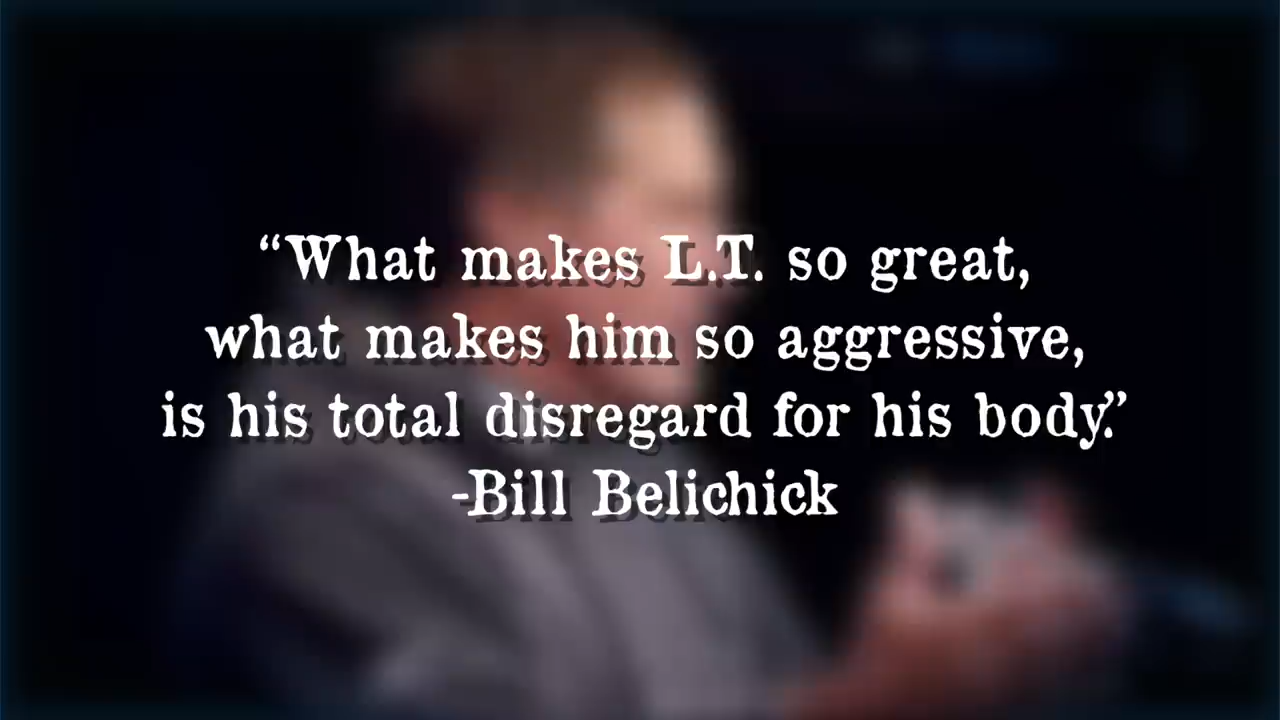 “What makes L.T. so great,
what makes him so aggressive,
is his total disregard for his body.”
-Bill Belichick